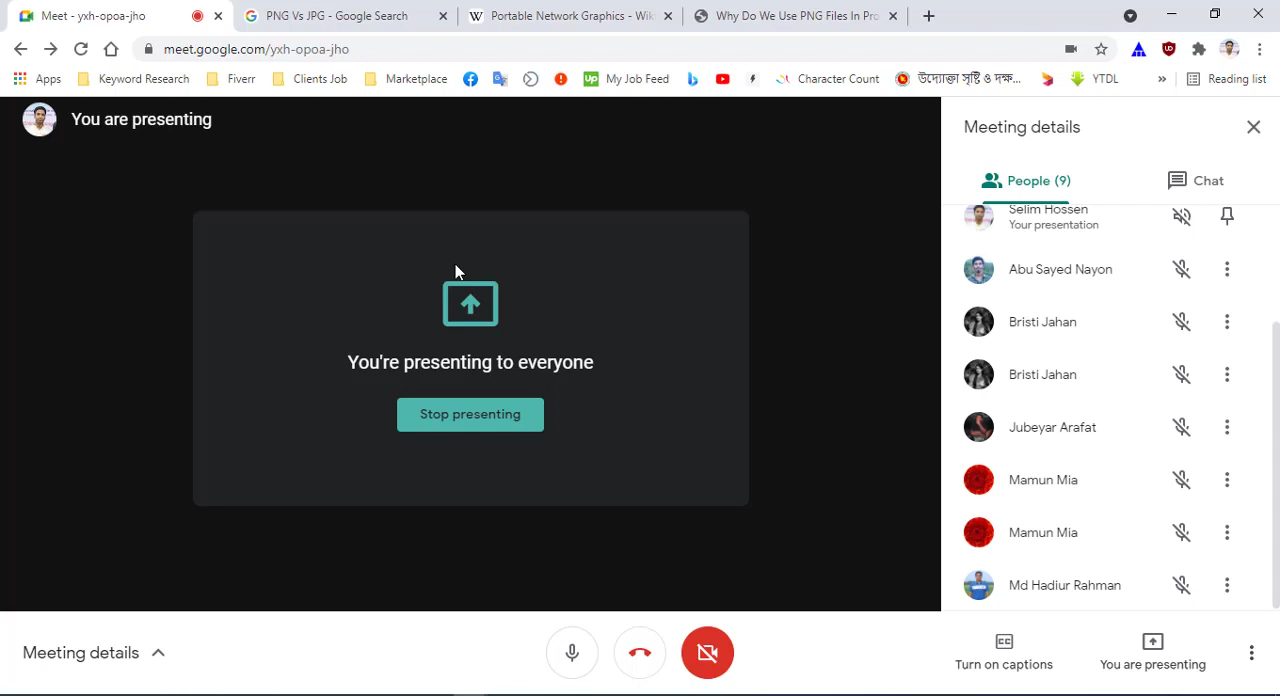 Meet - yxh-opoa-jho
PNG Vs JPG - Google Search
Portable Network Graphics - Wik
Why Do We Use PNG Files In Pro
meet.google.com/yxh-opoa-jho
Apps
Keyword Research
Fiverr
Clients Job
Marketplace
Up
My Job Feed
Character Count
উদ্যোক্তা সৃষ্টি ও দক্ষ...
YTDL
»
Reading list
You are presenting
Meeting details
People (9)
Chat
Selim Hossen
Your presentation
Abu Sayed Nayon
Bristi Jahan
Bristi Jahan
Jubeyar Arafat
Mamun Mia
Mamun Mia
Md Hadiur Rahman
You're presenting to everyone
Stop presenting
Meeting details
CC
Turn on captions
You are presenting